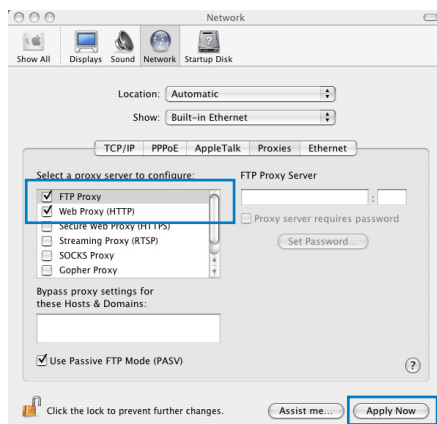 Network
Show All Displays Sound Network Startup Disk
Location: Automatic
Show: Built-in Ethernet
TCP/IP PPPoE AppleTalk Proxies Ethernet
Select a proxy server to configure: FTP Proxy Server
FTP Proxy
:
Web Proxy (HTTP)
Proxy server requires password
Secure Web Proxy (HTTPS)
Streaming Proxy (RTSP) Set Password...
SOCKS Proxy
Gopher Proxy
Bypass proxy settings for
these Hosts & Domains:
Use Passive FTP Mode (PASV)
?
Click the lock to prevent further changes. Assist me... Apply Now